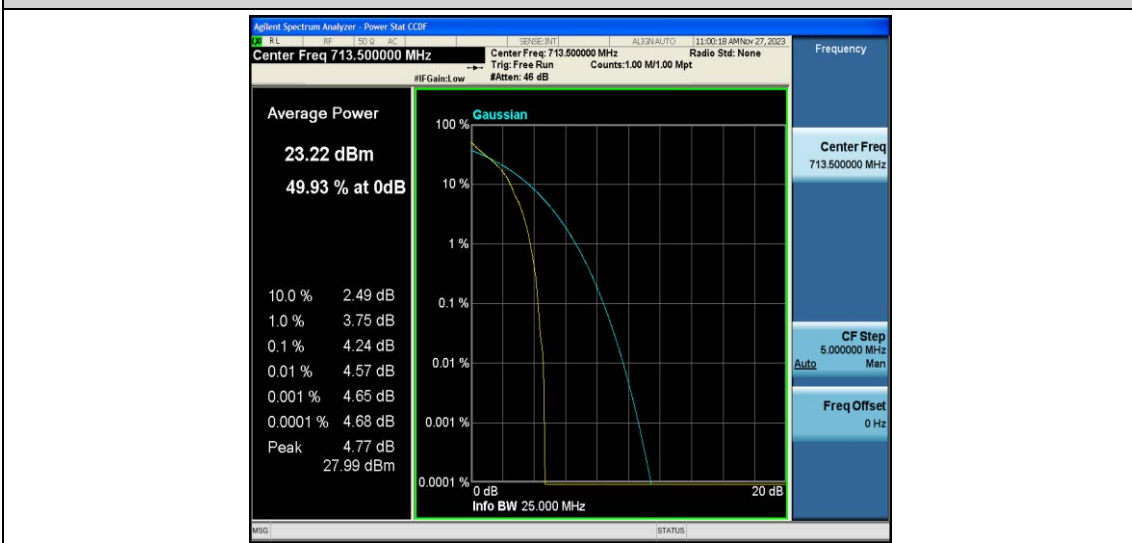 Agilent Spectrum Analyzer - Power Stat CCDF
RL RF 50 Ω AC SENSE:INT ALIGN AUTO 11:00:18 AM Nov 27, 2023
Center Freq 713.500000 MHz
Center Freq: 713.500000 MHz Radio Std: None
Trig: Free Run Counts:1.00 M/1.00 Mpt
#IFGain:Low #Atten: 46 dB
Frequency
Average Power
23.22 dBm
49.93 % at 0dB
10.0 % 2.49 dB
1.0 % 3.75 dB
0.1 % 4.24 dB
0.01 % 4.57 dB
0.001 % 4.65 dB
0.0001 % 4.68 dB
Peak 4.77 dB
27.99 dBm
Gaussian
100 %
10 %
1 %
0.1 %
0.01 %
0.001 %
0.0001 %
0 dB 20 dB
Info BW 25.000 MHz
Center Freq
713.500000 MHz
CF Step
5.000000 MHz
Auto Man
Freq Offset
0 Hz
MSG STATUS